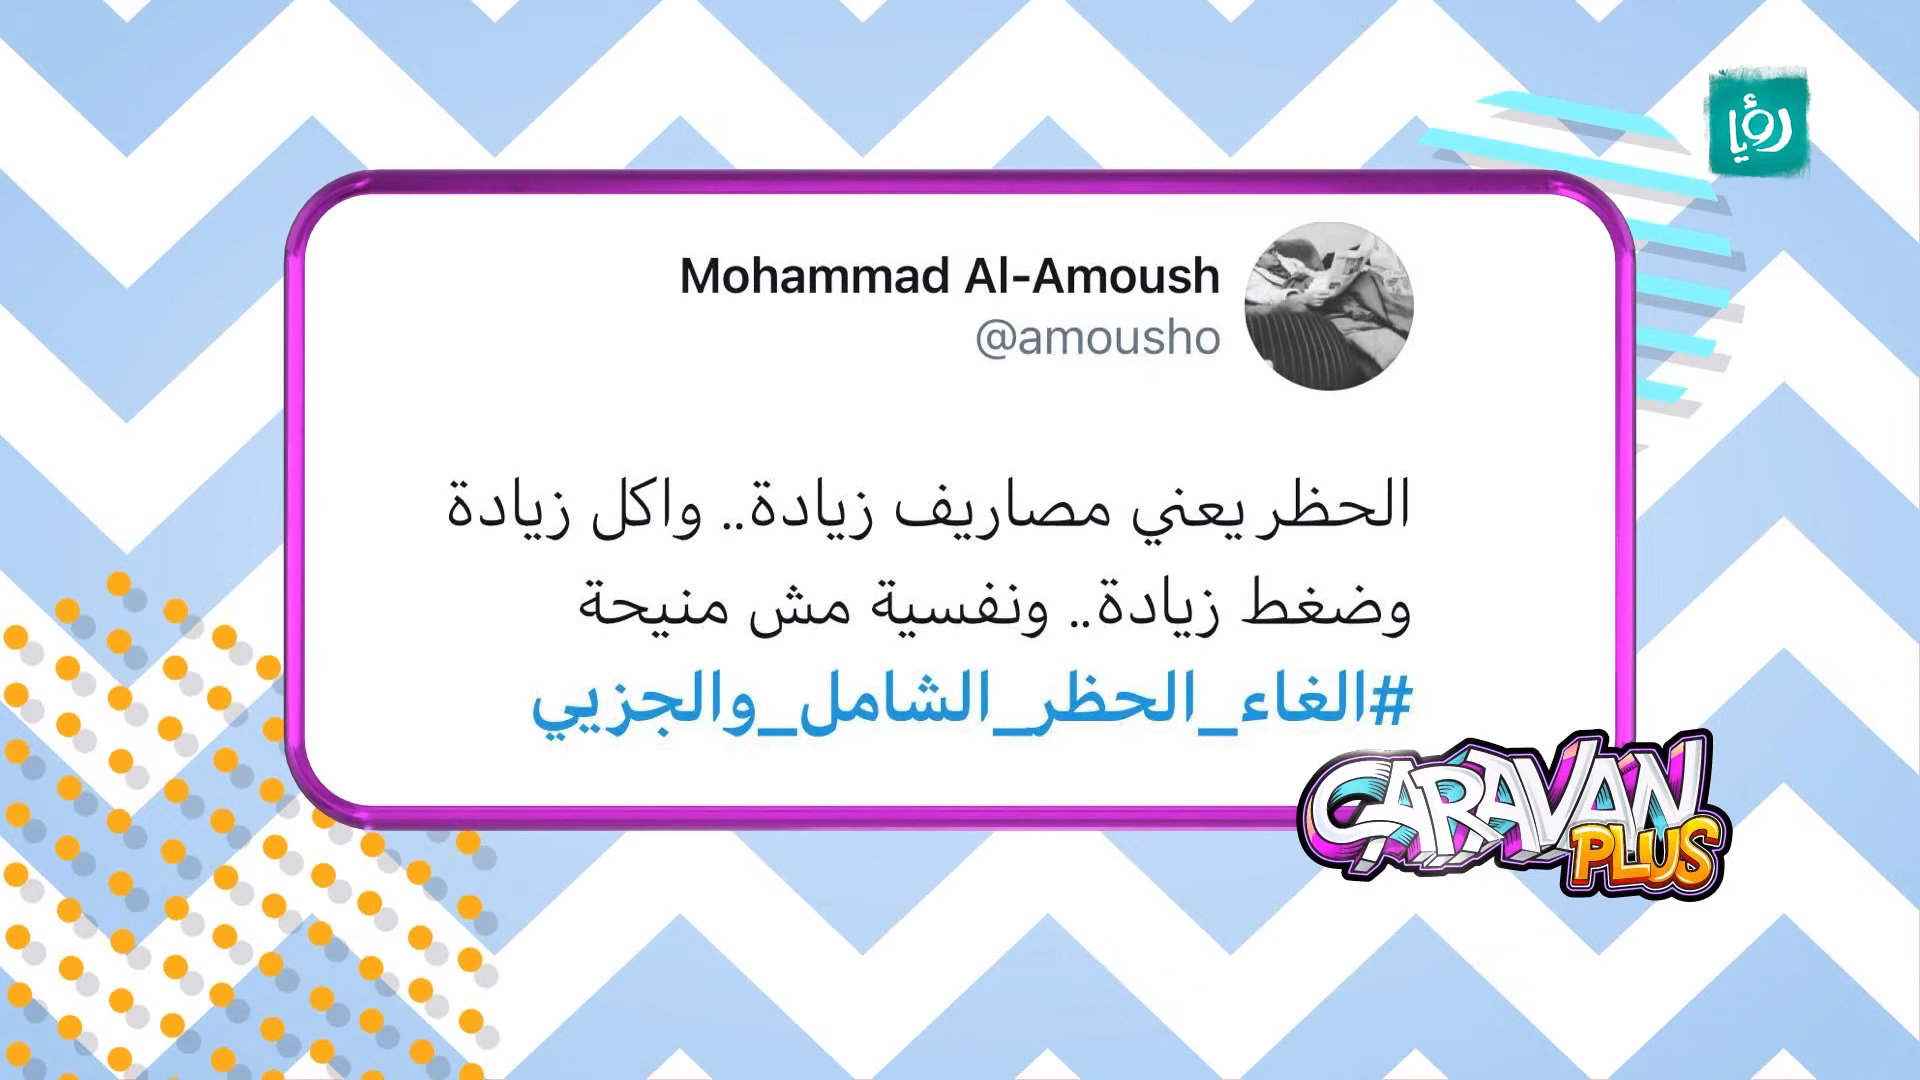 رؤيا
Mohammad Al-Amoush
@amousho
الحظر يعني مصاريف زيادة.. واكل زيادة
وضغط زيادة.. ونفسية مش منيحة
#الغاء_الحظر_الشامل_والجزيي
CARAVAN
PLUS